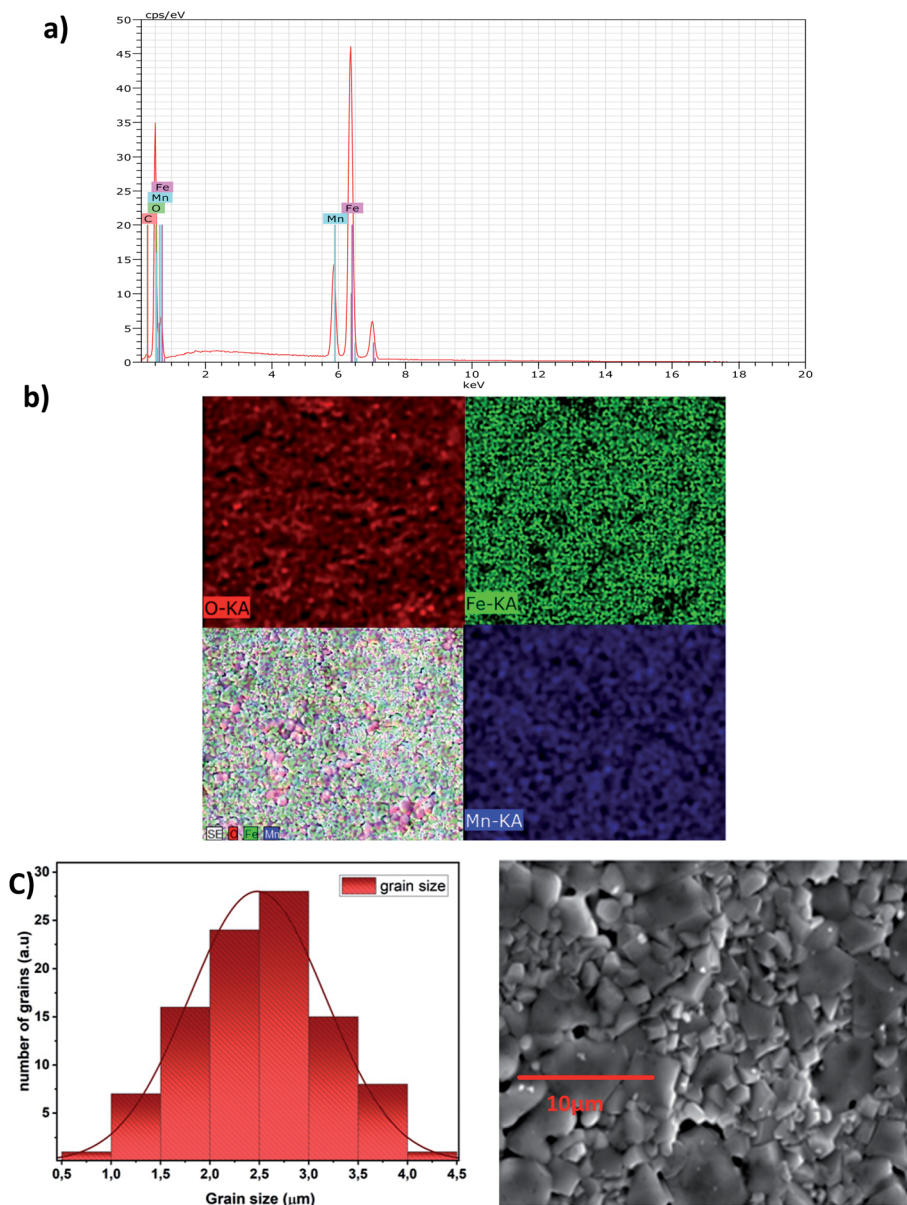 a)
cps/eV
50
45
40
35
30
25
20
15
10
5
0
Fe
Mn
O
C
Mn
Fe
2 4 6 8 10 12 14 16 18 20
keV
b)
O-KA
Fe-KA
SE O Fe Mn
Mn-KA
C)
grain size
number of grains (a.u)
30
25
20
15
10
5
0,5 1,0 1,5 2,0 2,5 3,0 3,5 4,0 4,5
Grain size (μm)
10μm